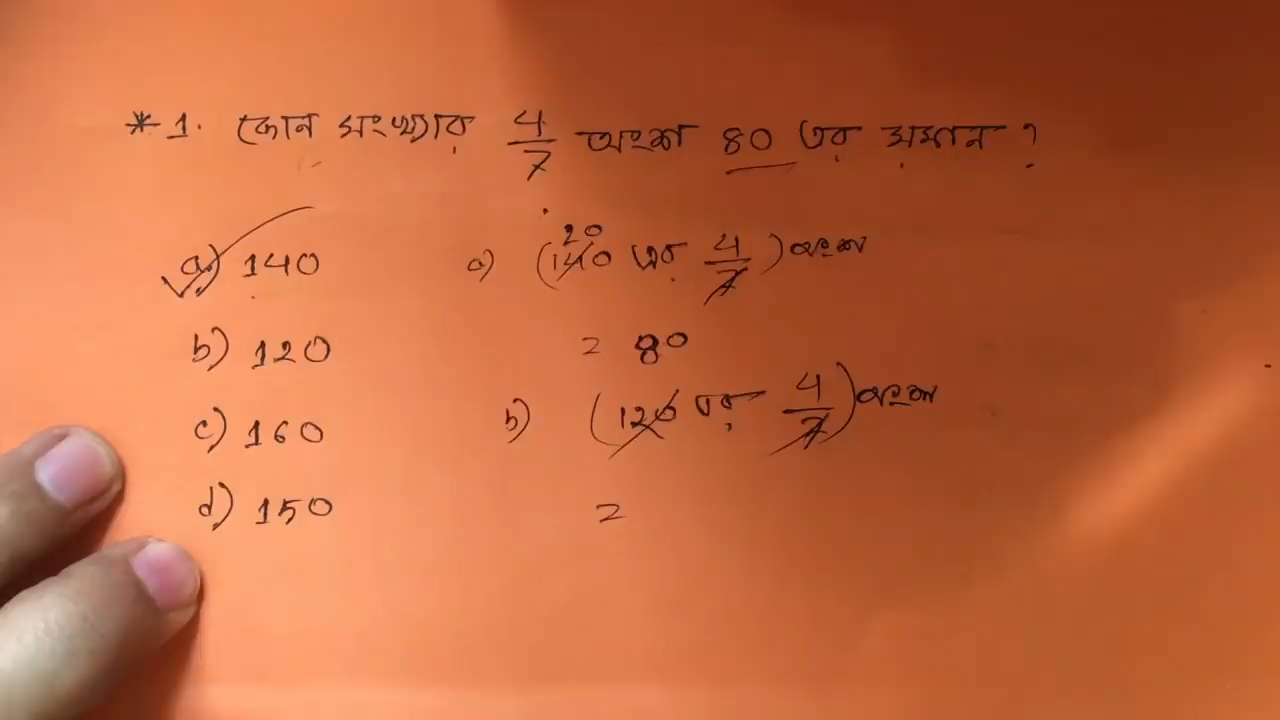 *1. কোন সংখ্যার 4/7 অংশ 80 এর সমান ?
a) 140
b) 120
c) 160
d) 150
a) (140 এর 4/7) অংশ
20
= 80
b) (120 এর 4/7) অংশ
=